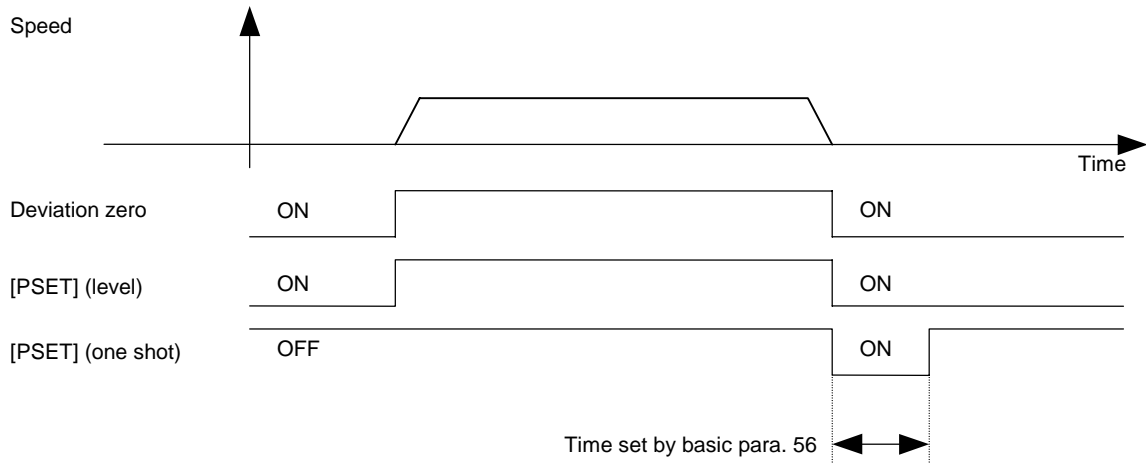 Speed
Time
Deviation zero
ON
ON
[PSET] (level)
ON
ON
[PSET] (one shot)
OFF
ON
Time set by basic para. 56